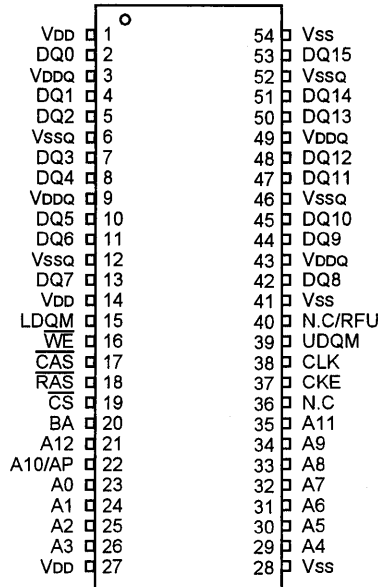 VDD 1 54 VSS
DQ0 2 53 DQ15
VDDQ 3 52 VSSQ
DQ1 4 51 DQ14
DQ2 5 50 DQ13
VSSQ 6 49 VDDQ
DQ3 7 48 DQ12
DQ4 8 47 DQ11
VDDQ 9 46 VSSQ
DQ5 10 45 DQ10
DQ6 11 44 DQ9
VSSQ 12 43 VDDQ
DQ7 13 42 DQ8
VDD 14 41 VSS
LDQM 15 40 N.C/RFU
WE 16 39 UDQM
CAS 17 38 CLK
RAS 18 37 CKE
CS 19 36 N.C
BA 20 35 A11
A12 21 34 A9
A10/AP 22 33 A8
A0 23 32 A7
A1 24 31 A6
A2 25 30 A5
A3 26 29 A4
VDD 27 28 VSS